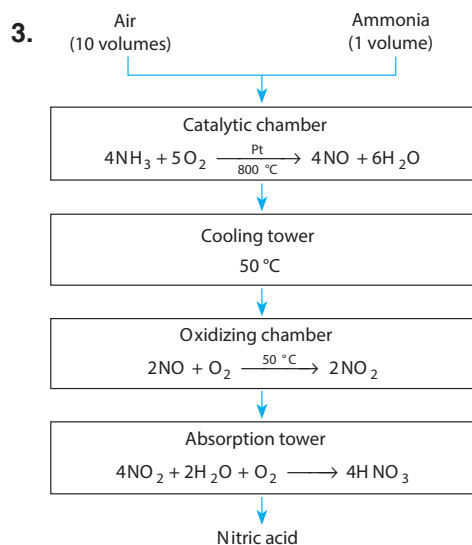 3.
Air
(10 volumes)
Ammonia
(1 volume)
Catalytic chamber
4NH₃ + 5O₂ —Pt / 800 °C→ 4NO + 6H₂O
Cooling tower
50 °C
Oxidizing chamber
2NO + O₂ —50 °C→ 2NO₂
Absorption tower
4NO₂ + 2H₂O + O₂ ⟶ 4HNO₃
Nitric acid